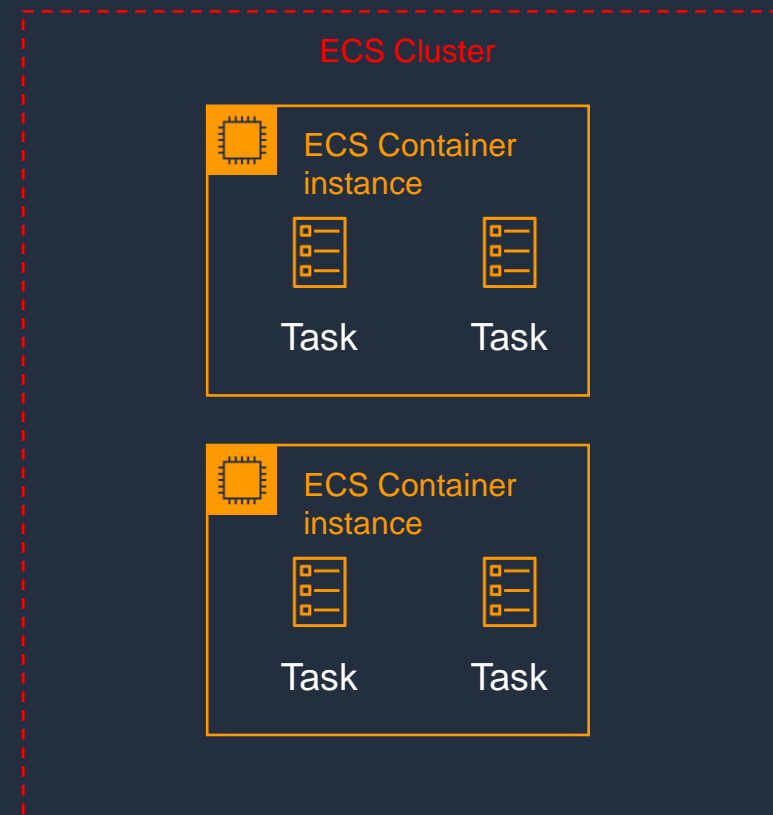 ECS Cluster
ECS Container
instance
Task Task
ECS Container
instance
Task Task